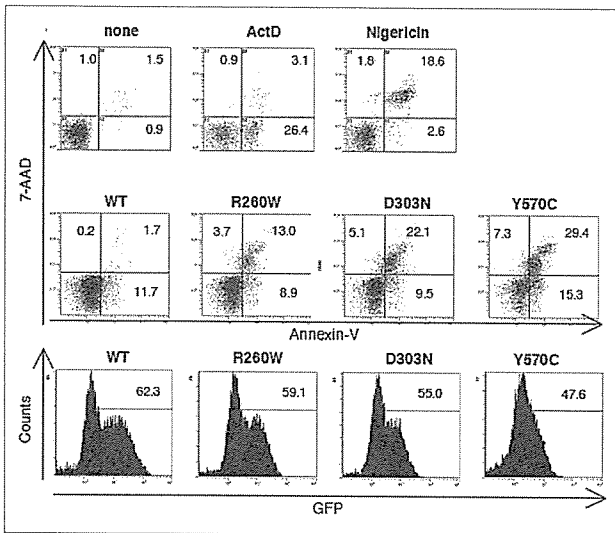 none ActD Nigericin
1.0 1.5 0.9 3.1 1.8 18.6
0.9 26.4 2.6
7-AAD
WT R260W D303N Y570C
0.2 1.7 3.7 13.0 5.1 22.1 7.3 29.4
11.7 8.9 9.5 15.3
Annexin-V
WT R260W D303N Y570C
62.3 59.1 55.0 47.6
Counts
GFP